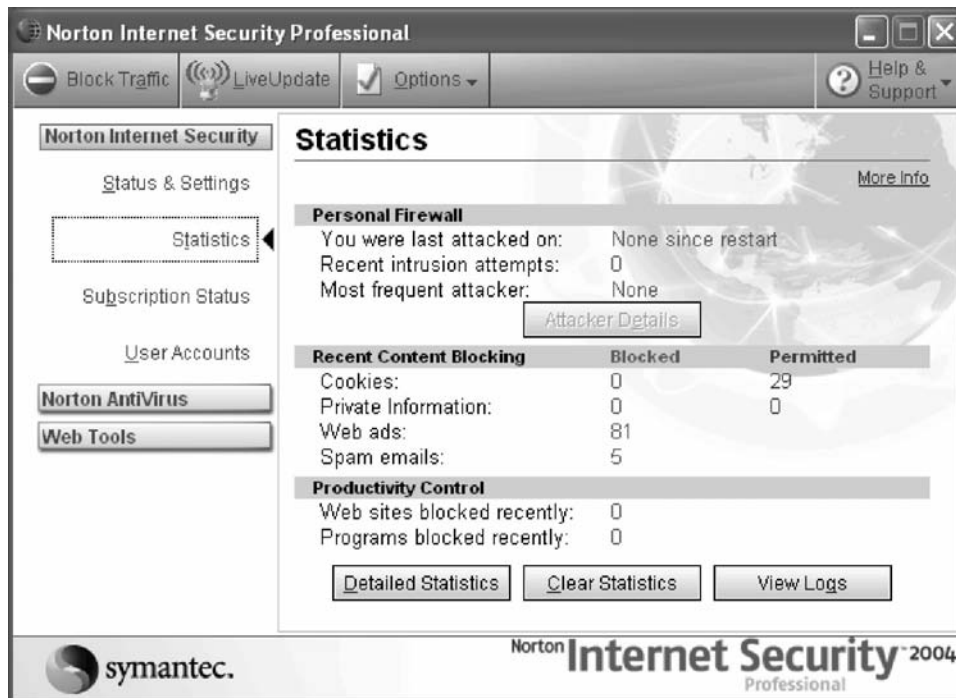 Norton Internet Security Professional
Block Traffic LiveUpdate Options Help & Support
Norton Internet Security
Status & Settings
Statistics
Subscription Status
User Accounts
Norton AntiVirus
Web Tools
Statistics
More Info
Personal Firewall
You were last attacked on: None since restart
Recent intrusion attempts: 0
Most frequent attacker: None
Attacker Details
Recent Content Blocking Blocked Permitted
Cookies: 0 29
Private Information: 0 0
Web ads: 81
Spam emails: 5
Productivity Control
Web sites blocked recently: 0
Programs blocked recently: 0
Detailed Statistics Clear Statistics View Logs
symantec.
Norton Internet Security 2004
Professional